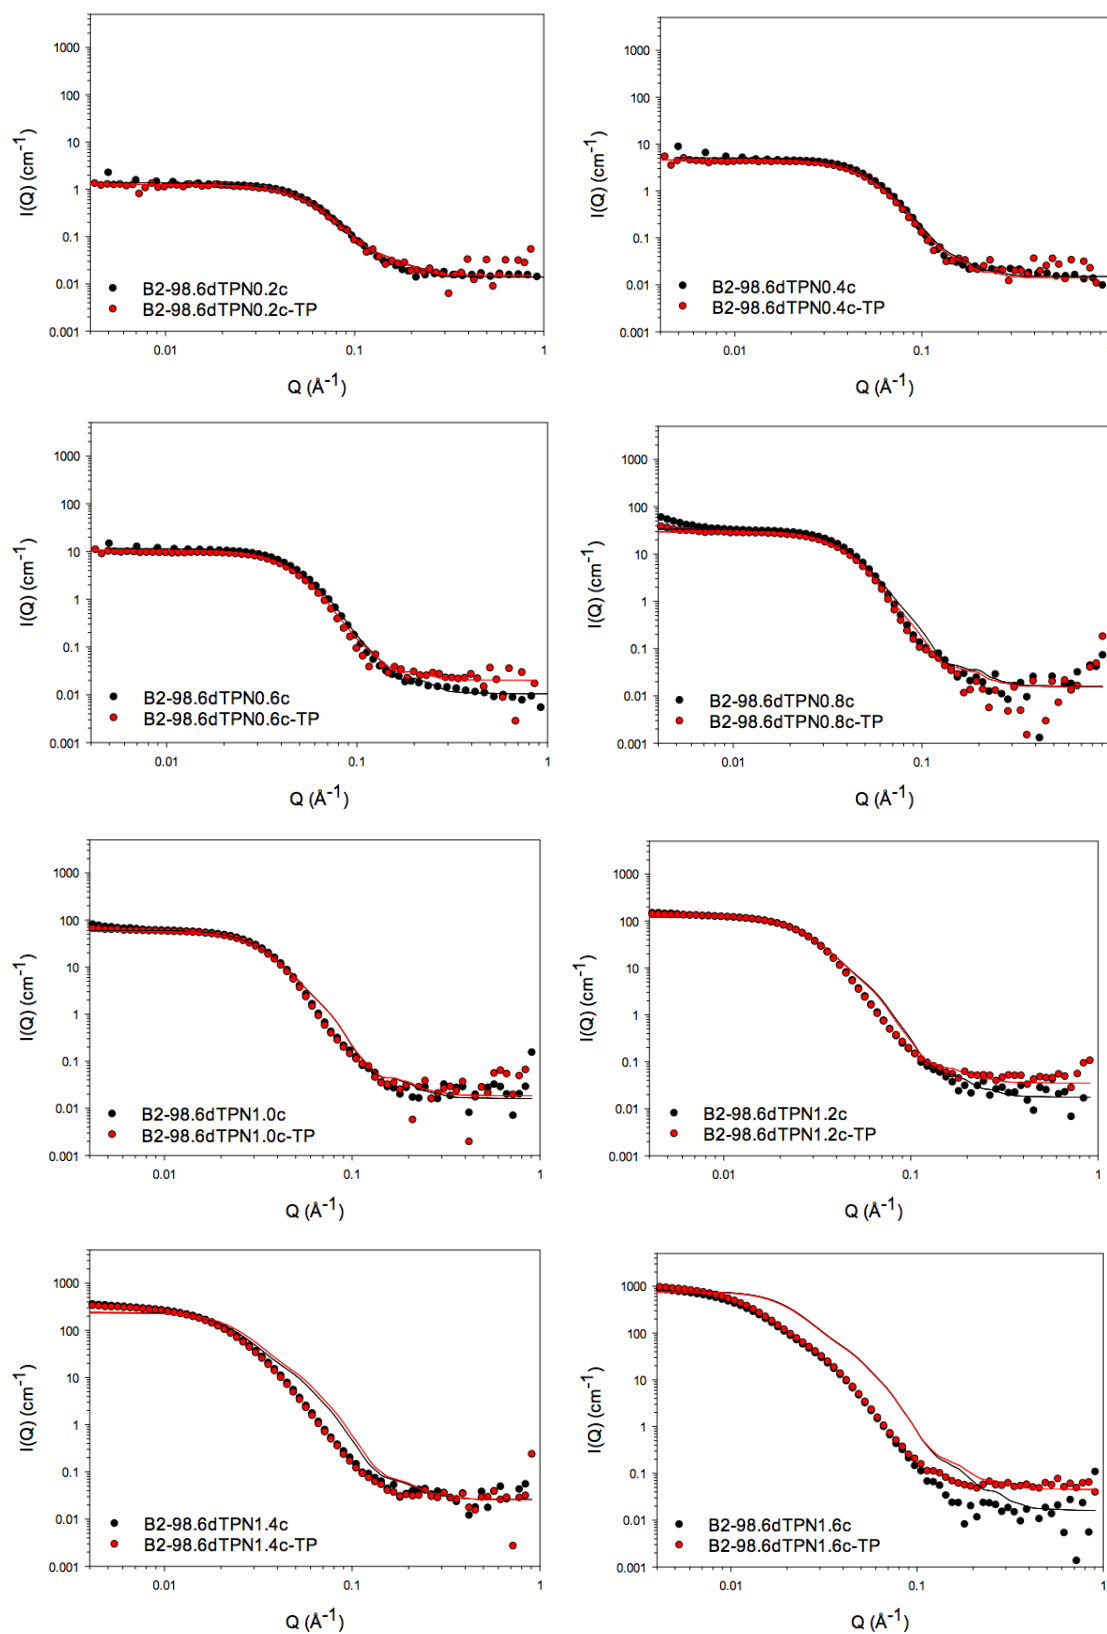 1000
100
10
1
0.1
0.01
0.001
I(Q) (cm-1)
B2-98.6dTPN0.2c
B2-98.6dTPN0.2c-TP
0.01
0.1
1
Q (Å-1)
1000
100
10
1
0.1
0.01
0.001
I(Q) (cm-1)
B2-98.6dTPN0.4c
B2-98.6dTPN0.4c-TP
0.01
0.1
Q (Å-1)
1000
100
10
1
0.1
0.01
0.001
I(Q) (cm-1)
B2-98.6dTPN0.6c
B2-98.6dTPN0.6c-TP
0.01
0.1
1
Q (Å-1)
1000
100
10
1
0.1
0.01
0.001
I(Q) (cm-1)
B2-98.6dTPN0.8c
B2-98.6dTPN0.8c-TP
0.01
0.1
Q (Å-1)
1000
100
10
1
0.1
0.01
0.001
I(Q) (cm-1)
B2-98.6dTPN1.0c
B2-98.6dTPN1.0c-TP
0.01
0.1
1
Q (Å-1)
1000
100
10
1
0.1
0.01
0.001
I(Q) (cm-1)
B2-98.6dTPN1.2c
B2-98.6dTPN1.2c-TP
0.01
0.1
1
Q (Å-1)
1000
100
10
1
0.1
0.01
0.001
I(Q) (cm-1)
B2-98.6dTPN1.4c
B2-98.6dTPN1.4c-TP
0.01
0.1
1
Q (Å-1)
1000
100
10
1
0.1
0.01
0.001
I(Q) (cm-1)
B2-98.6dTPN1.6c
B2-98.6dTPN1.6c-TP
0.01
0.1
1
Q (Å-1)